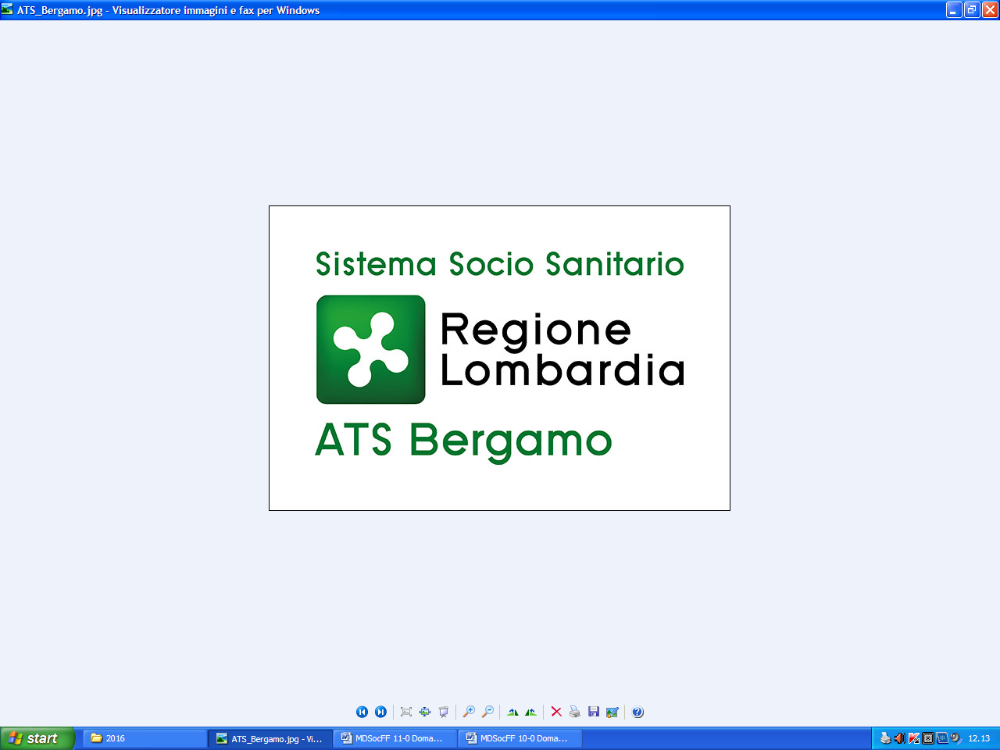 ATS_Bergamo.jpg - Visualizzatore immagini e fax per Windows
Sistema Socio Sanitario
Regione
Lombardia
ATS Bergamo
start
2016
ATS_Bergamo.jpg - Vi...
MDSocFF 11-0 Doma...
MDSocFF 10-0 Doma...
12.13